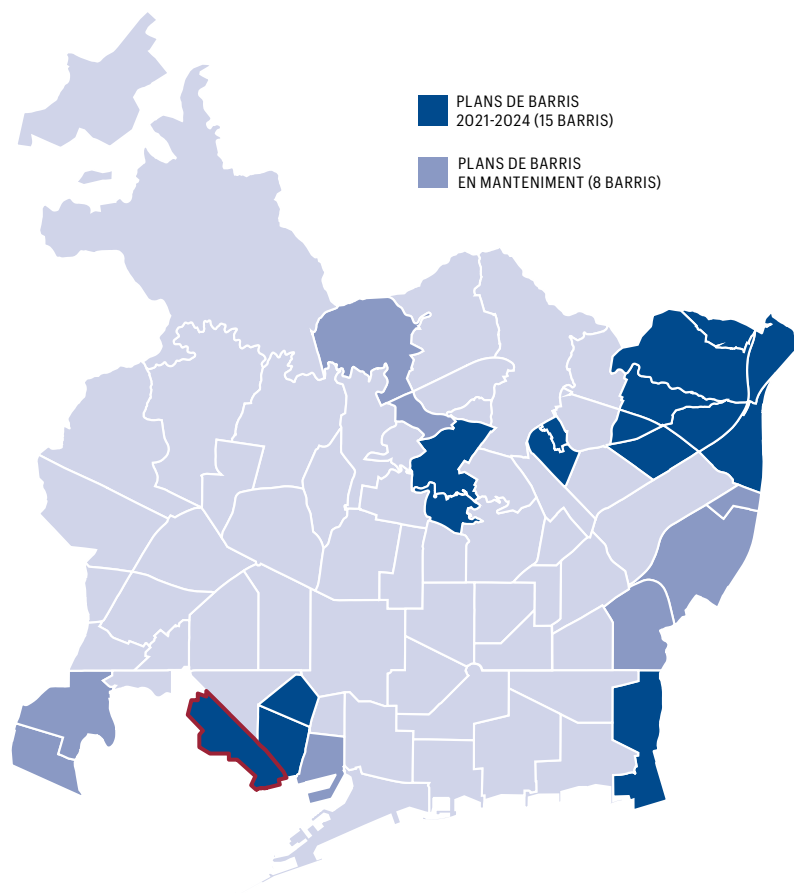 PLANS DE BARRIS
2021-2024 (15 BARRIS)
PLANS DE BARRIS
EN MANTENIMENT (8 BARRIS)